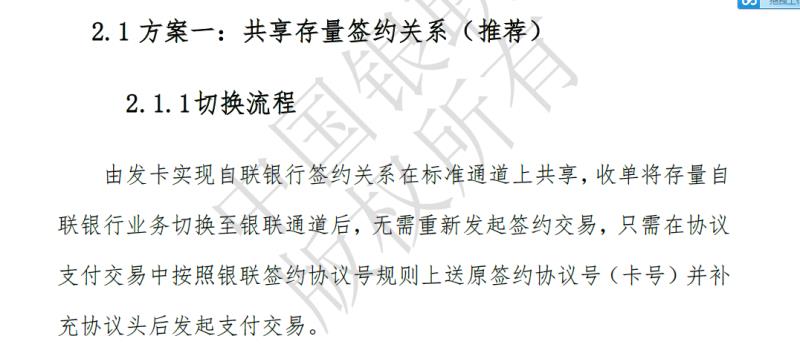 2.1 方案一：共享存量签约关系（推荐）
2.1.1切换流程
由发卡实现自联银行签约关系在标准通道上共享，收单将存量自
联银行业务切换至银联通道后，无需重新发起签约交易，只需在协议
支付交易中按照银联签约协议号规则上送原签约协议号（卡号）并补
充协议头后发起支付交易。
中国银联
版权所有